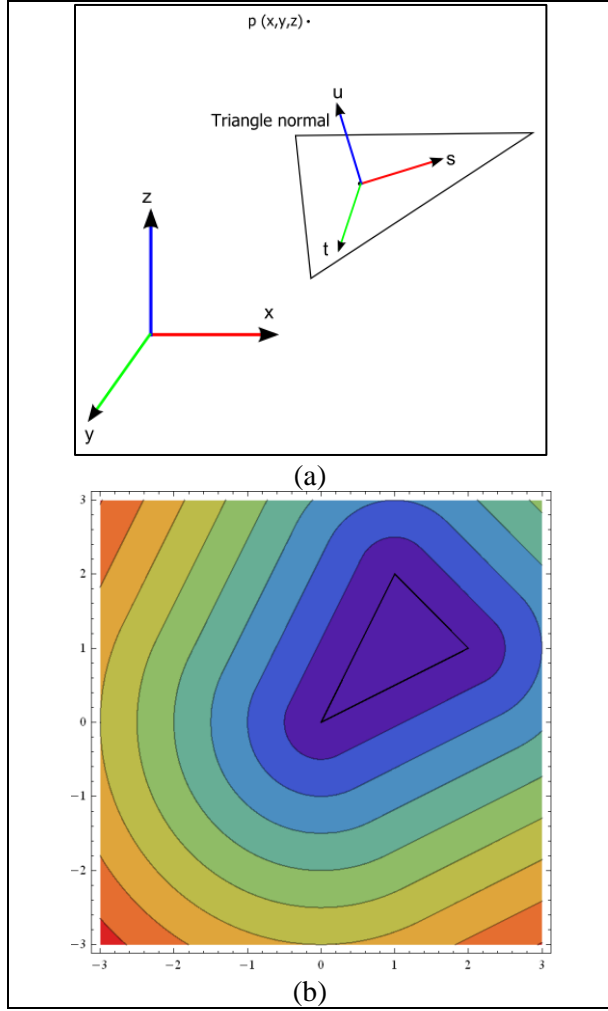 p (x,y,z)
u
Triangle normal
s
t
z
x
y
(a)
3
2
1
0
−1
−2
−3
−3 −2 −1 0 1 2 3
(b)